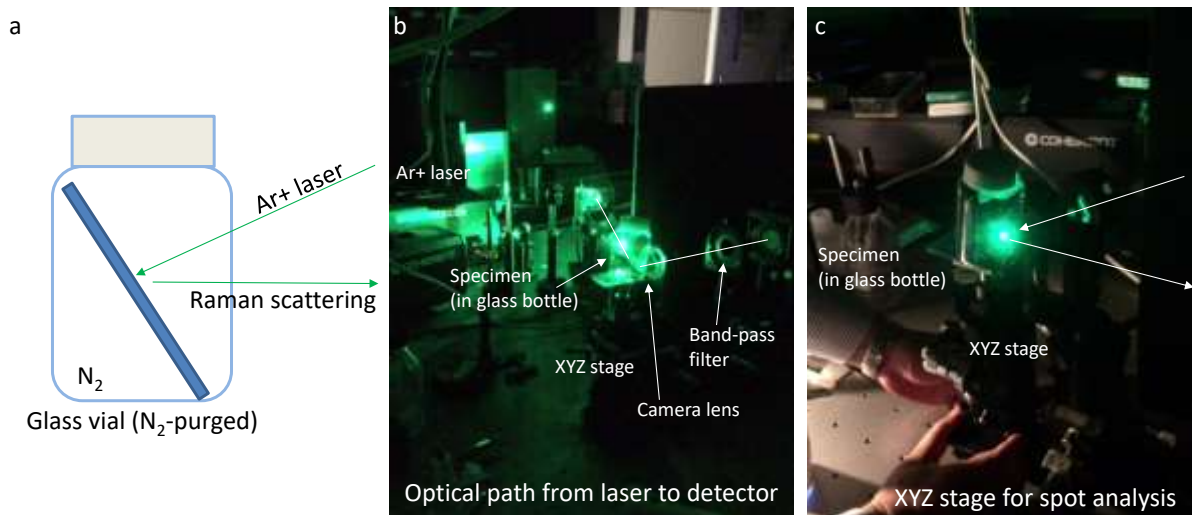 a
Ar+ laser
Raman scattering
N₂
Glass vial (N₂-purged)
b
Ar+ laser
Specimen
(in glass bottle)
Band-pass
filter
XYZ stage
Camera lens
Optical path from laser to detector
c
COHERENT
Specimen
(in glass bottle)
XYZ stage
XYZ stage for spot analysis